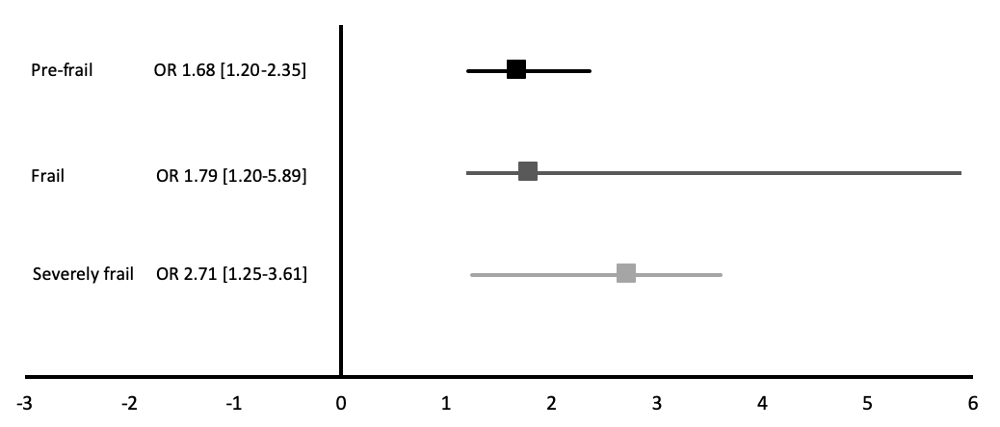 Pre-frail OR 1.68 [1.20-2.35]
Frail OR 1.79 [1.20-5.89]
Severely frail OR 2.71 [1.25-3.61]
-3 -2 -1 0 1 2 3 4 5 6